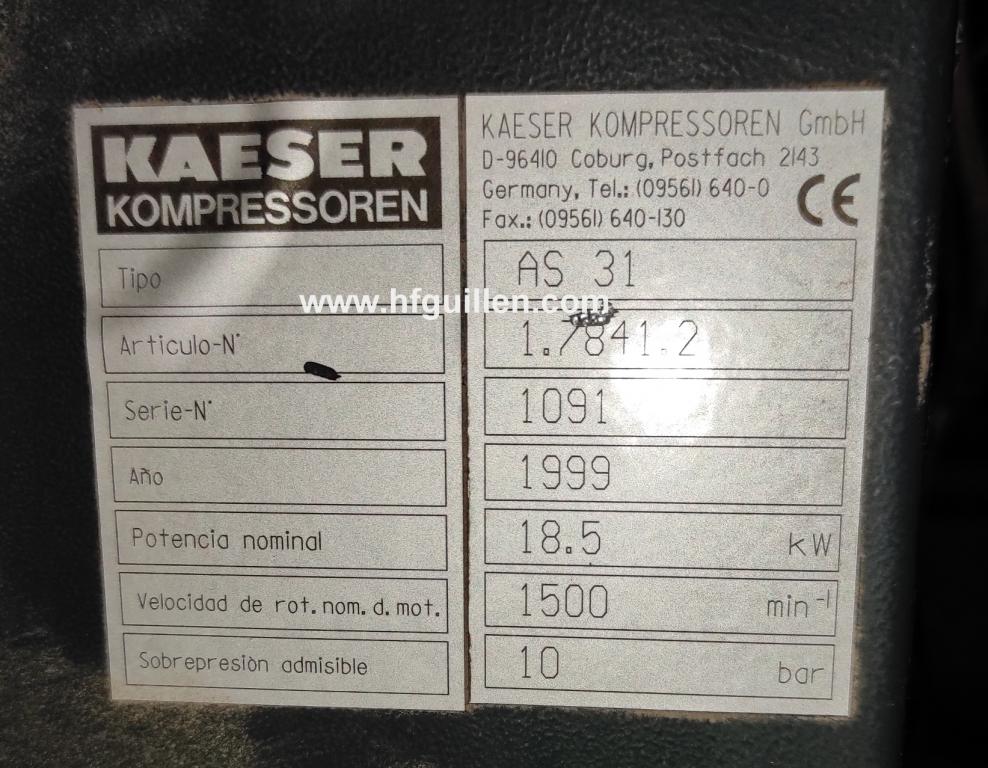 KAESER
KOMPRESSOREN
KAESER KOMPRESSOREN GmbH
D-96410 Coburg, Postfach 2143
Germany, Tel.: (09561) 640-0
Fax.: (09561) 640-130
CE
Tipo AS 31
www.hfguillen.com
Articulo-N° 1.7841.2
Serie-N° 1091
Año 1999
Potencia nominal 18.5 kW
Velocidad de rot. nom. d. mot. 1500 min⁻¹
Sobrepresiòn admisible 10 bar